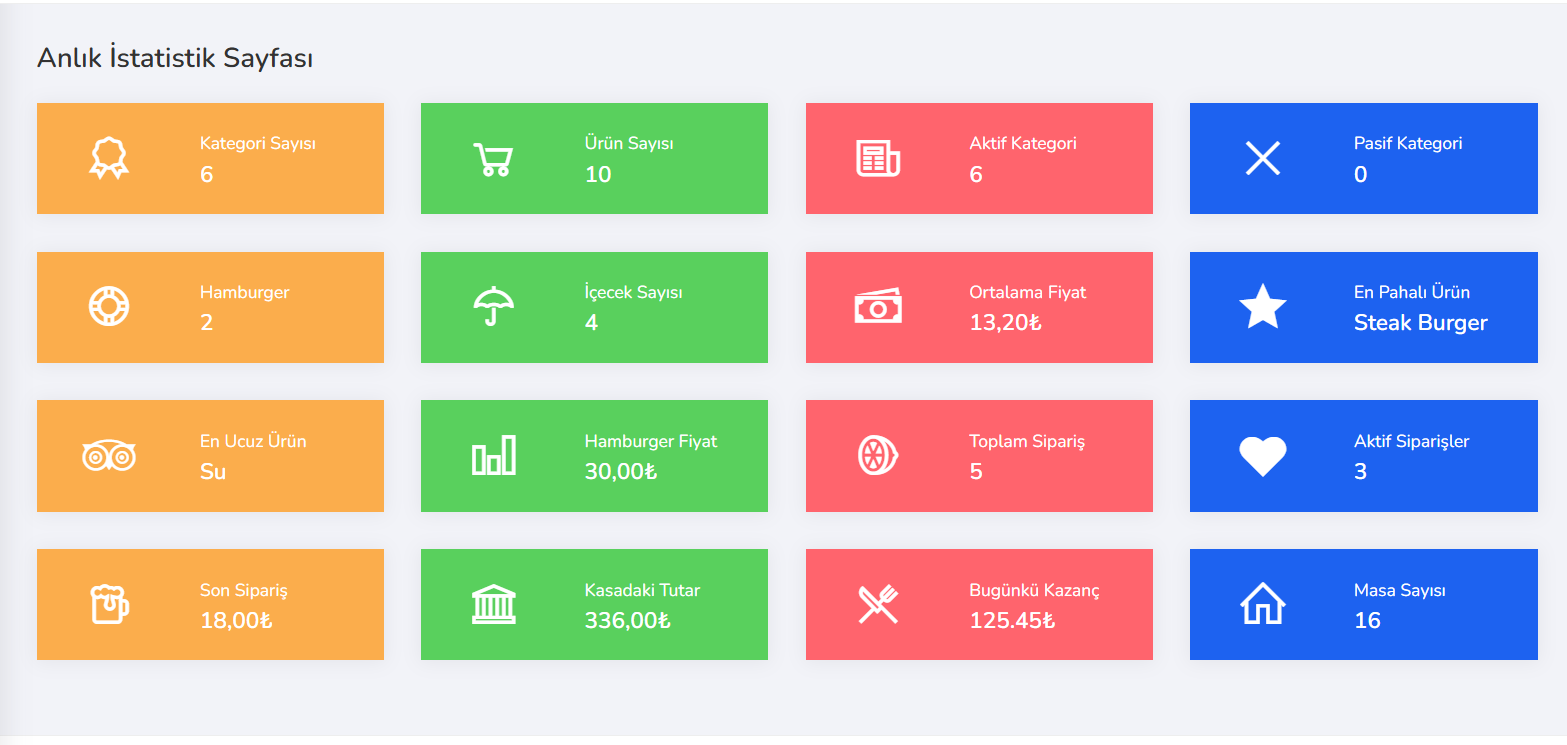 Anlık İstatistik Sayfası
Kategori Sayısı
6
Ürün Sayısı
10
Aktif Kategori
6
Pasif Kategori
0
Hamburger
2
İçecek Sayısı
4
Ortalama Fiyat
13,20₺
En Pahalı Ürün
Steak Burger
En Ucuz Ürün
Su
Hamburger Fiyat
30,00₺
Toplam Sipariş
5
Aktif Siparişler
3
Son Sipariş
18,00₺
Kasadaki Tutar
336,00₺
Bugünkü Kazanç
125.45₺
Masa Sayısı
16